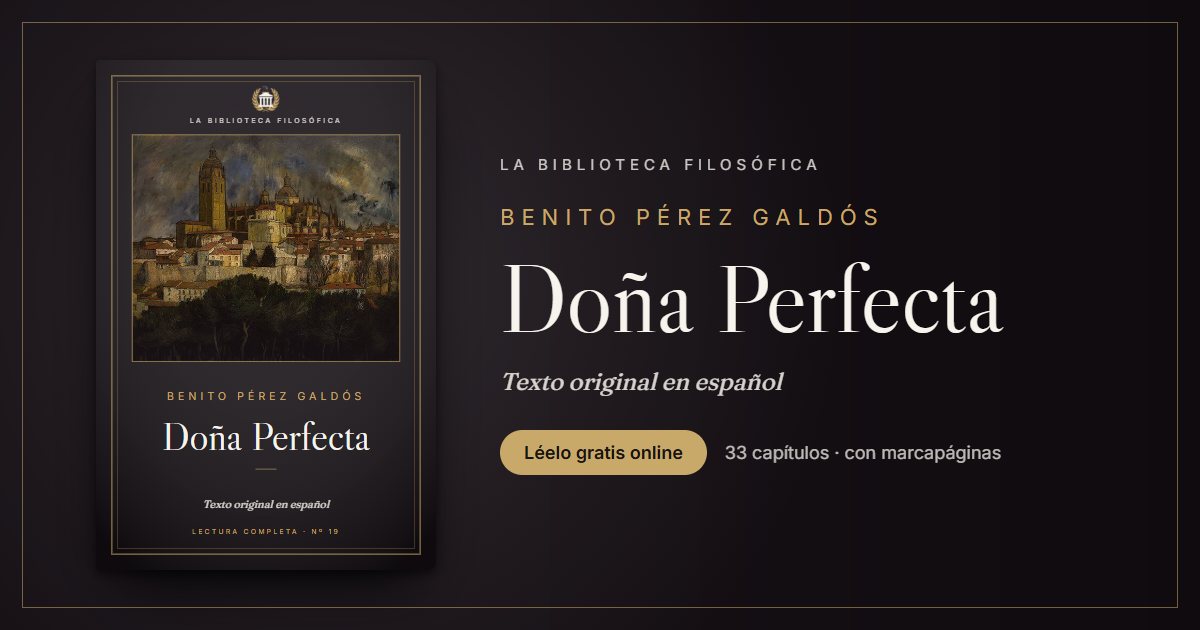 LA BIBLIOTECA FILOSÓFICA
BENITO PÉREZ GALDÓS
Doña Perfecta
Texto original en español
LECTURA COMPLETA · Nº 19
LA BIBLIOTECA FILOSÓFICA
BENITO PÉREZ GALDÓS
Doña Perfecta
Texto original en español
Léelo gratis online
33 capítulos · con marcapáginas